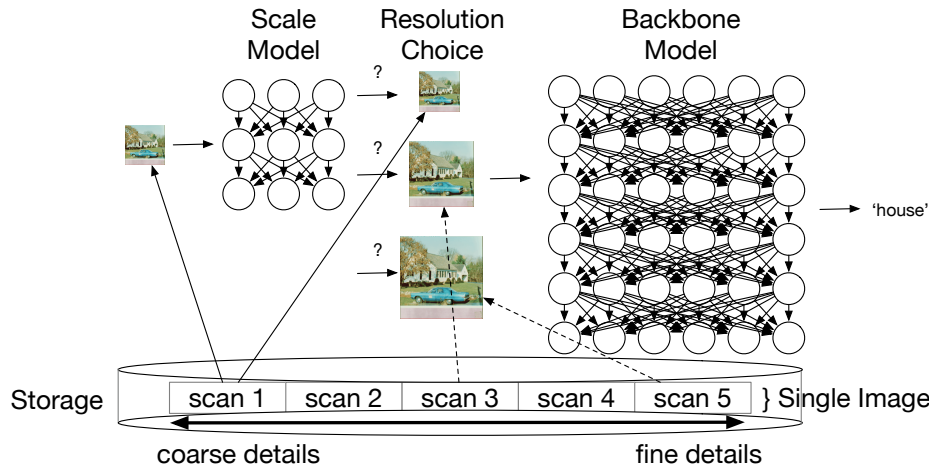 Scale
Model
Resolution
Choice
Backbone
Model
?
?
?
‘house’
Storage
scan 1
scan 2
scan 3
scan 4
scan 5
} Single Image
coarse details
fine details